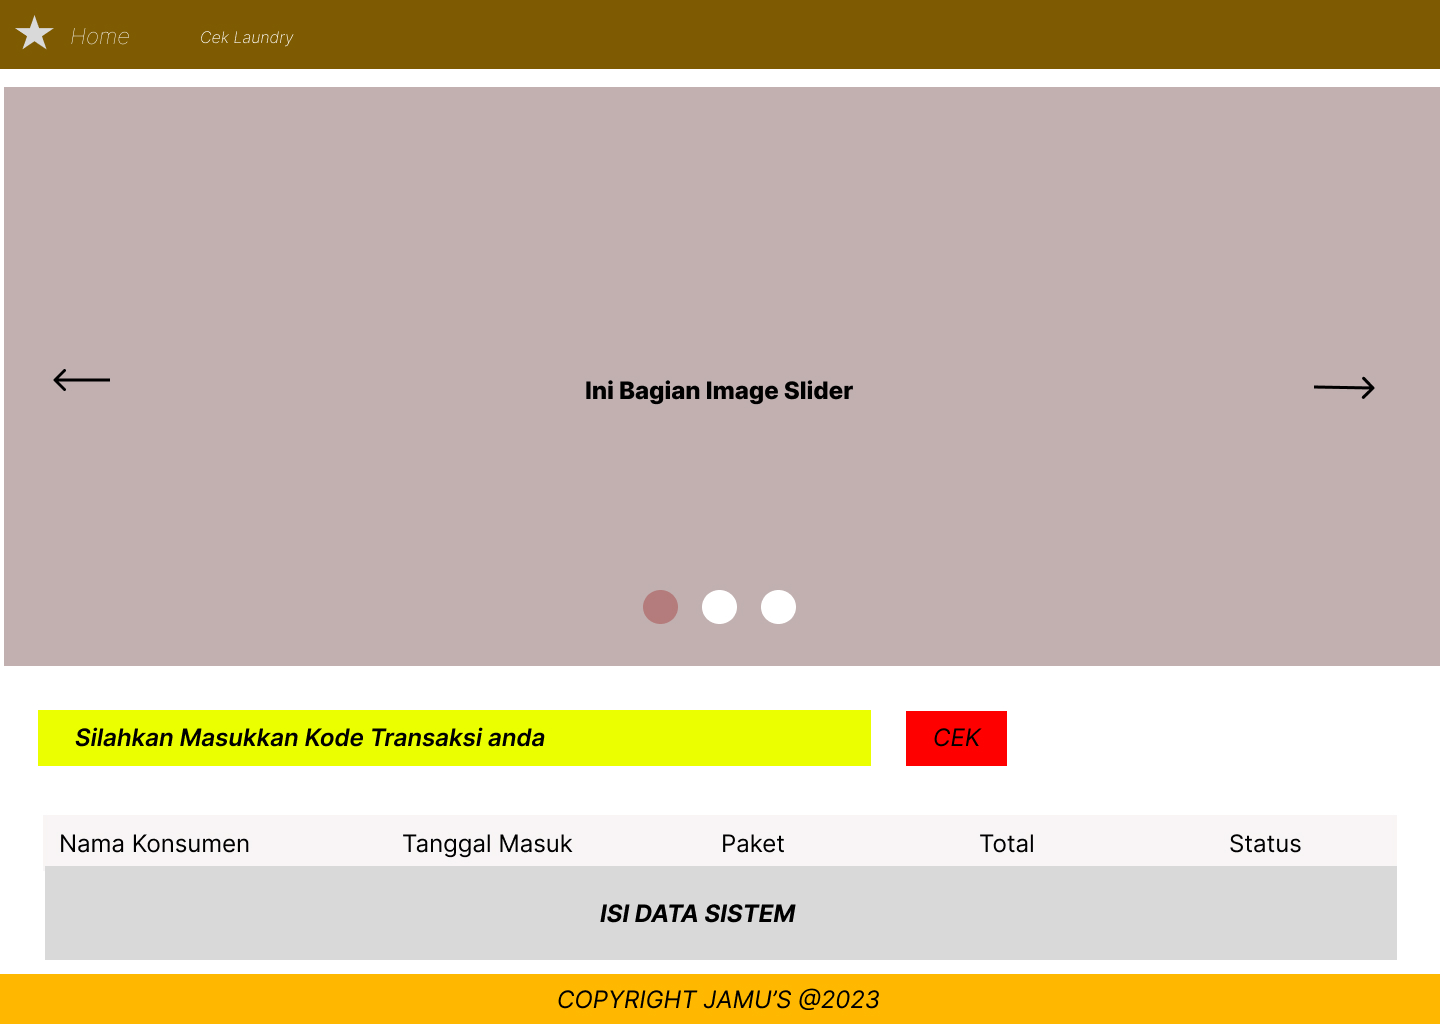 Home Cek Laundry
Ini Bagian Image Slider
Silahkan Masukkan Kode Transaksi anda CEK
Nama Konsumen Tanggal Masuk Paket Total Status
ISI DATA SISTEM
COPYRIGHT JAMU’S @2023